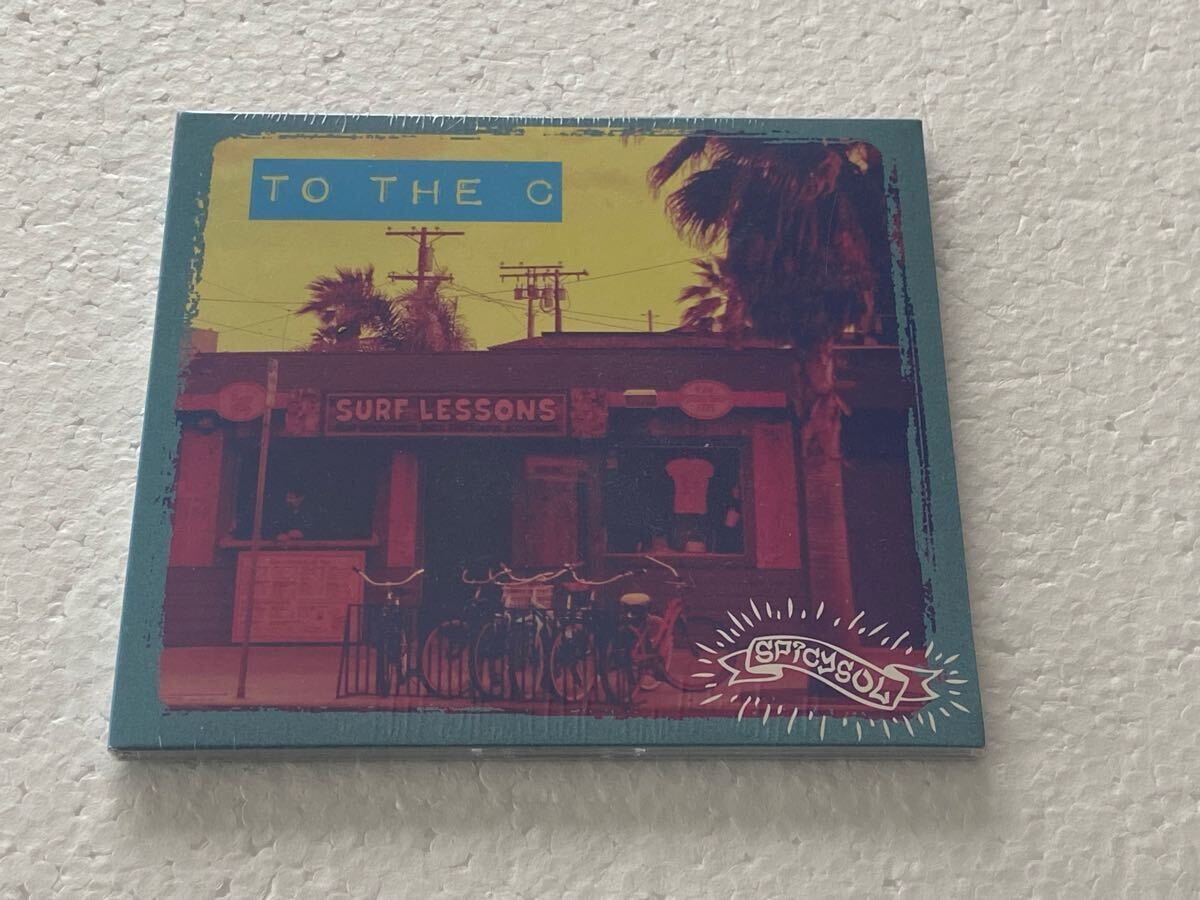 TO THE C
SURF LESSONS
SPiCYSOL